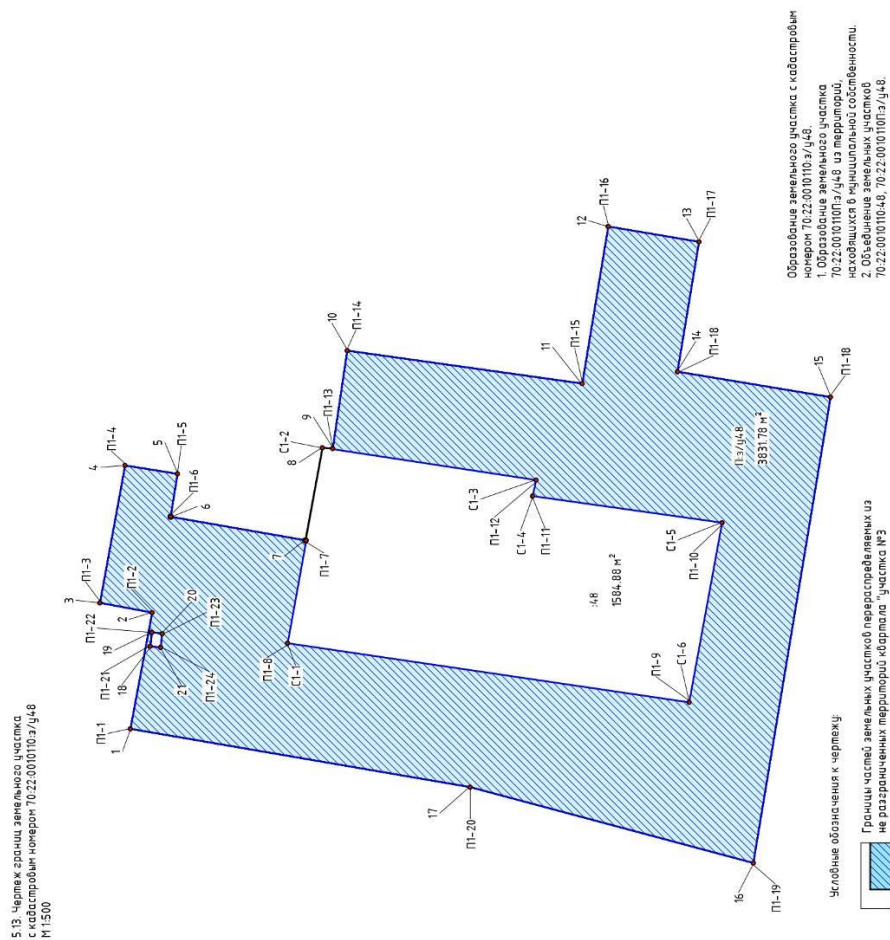 5.13. Чертеж границ земельного участка
с кадастровым номером 70:22:0010110:з/у48
М 1:500
1
П1-1
18
П1-21
19
П1-22
2
П1-2
3
П1-3
4
П1-4
5
П1-5
П1-6
6
20
П1-23
21
П1-24
7
П1-7
П1-8
С1-1
8
С1-2
9
П1-13
10
П1-14
11
П1-15
12
П1-16
13
П1-17
14
П1-18
15
П1-18
С1-3
П1-12
С1-4
П1-11
С1-5
П1-10
П1-9
С1-6
:48
1584.88 м²
П:з/у48
3831.78 м²
17
П1-20
16
П1-19
Образование земельного участка с кадастровым
номером 70:22:0010110:з/у48.
1. Образование земельного участка
70:22:0010110П:з/у48 из территорий,
находящихся в муниципальной собственности.
2. Объединение земельных участков
70:22:0010110:48, 70:22:0010110П:з/у48.
Условные обозначения к чертежу:
Границы частей земельных участков перераспределяемых из
не разграниченных территорий квартала "участка №3